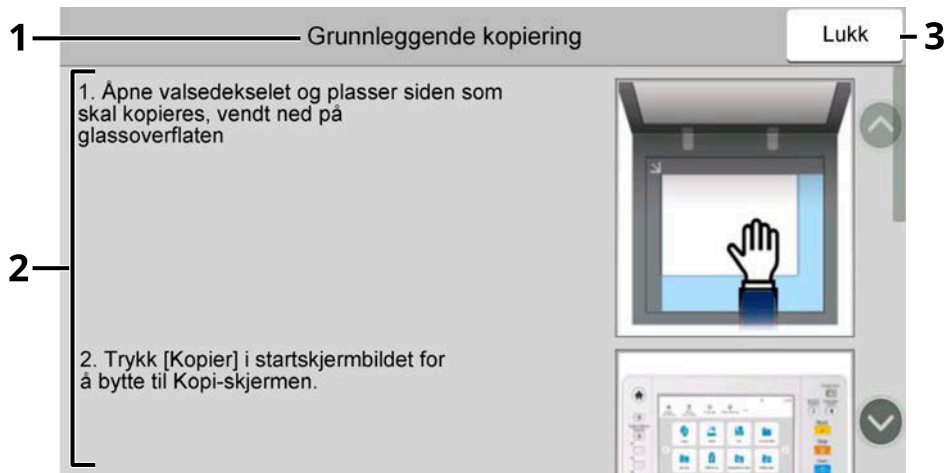 1
Grunnleggende kopiering
Lukk
3
2
1. Åpne valsedekselet og plasser siden som
skal kopieres, vendt ned på
glassoverflaten
2. Trykk [Kopier] i startskjermbildet for
å bytte til Kopi-skjermen.